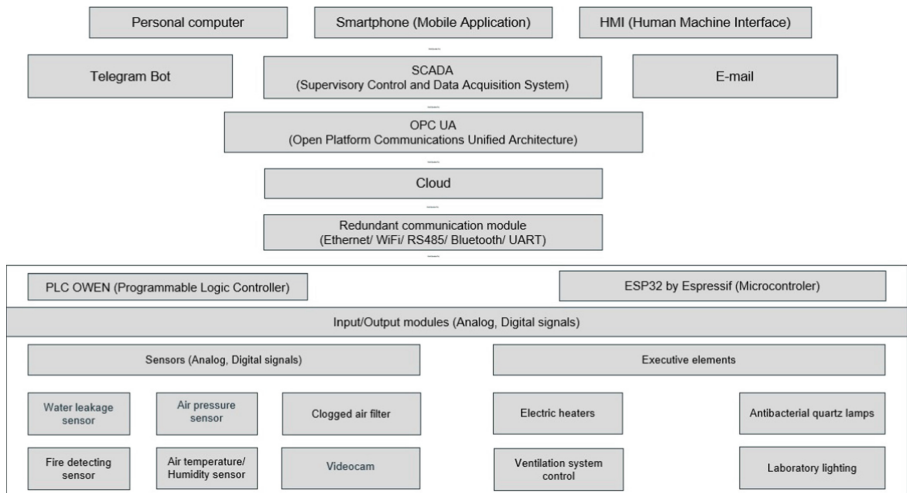 Personal computer
Smartphone (Mobile Application)
HMI (Human Machine Interface)
Telegram Bot
SCADA
(Supervisory Control and Data Acquisition System)
E-mail
OPC UA
(Open Platform Communications Unified Architecture)
Cloud
Redundant communication module
(Ethernet/ WiFi/ RS485/ Bluetooth/ UART)
PLC OWEN (Programmable Logic Controller)
ESP32 by Espressif (Microcontroler)
Input/Output modules (Analog, Digital signals)
Sensors (Analog, Digital signals)
Executive elements
Water leakage
sensor
Air pressure
sensor
Clogged air filter
Electric heaters
Antibacterial quartz lamps
Fire detecting
sensor
Air temperature/
Humidity sensor
Videocam
Ventilation system
control
Laboratory lighting